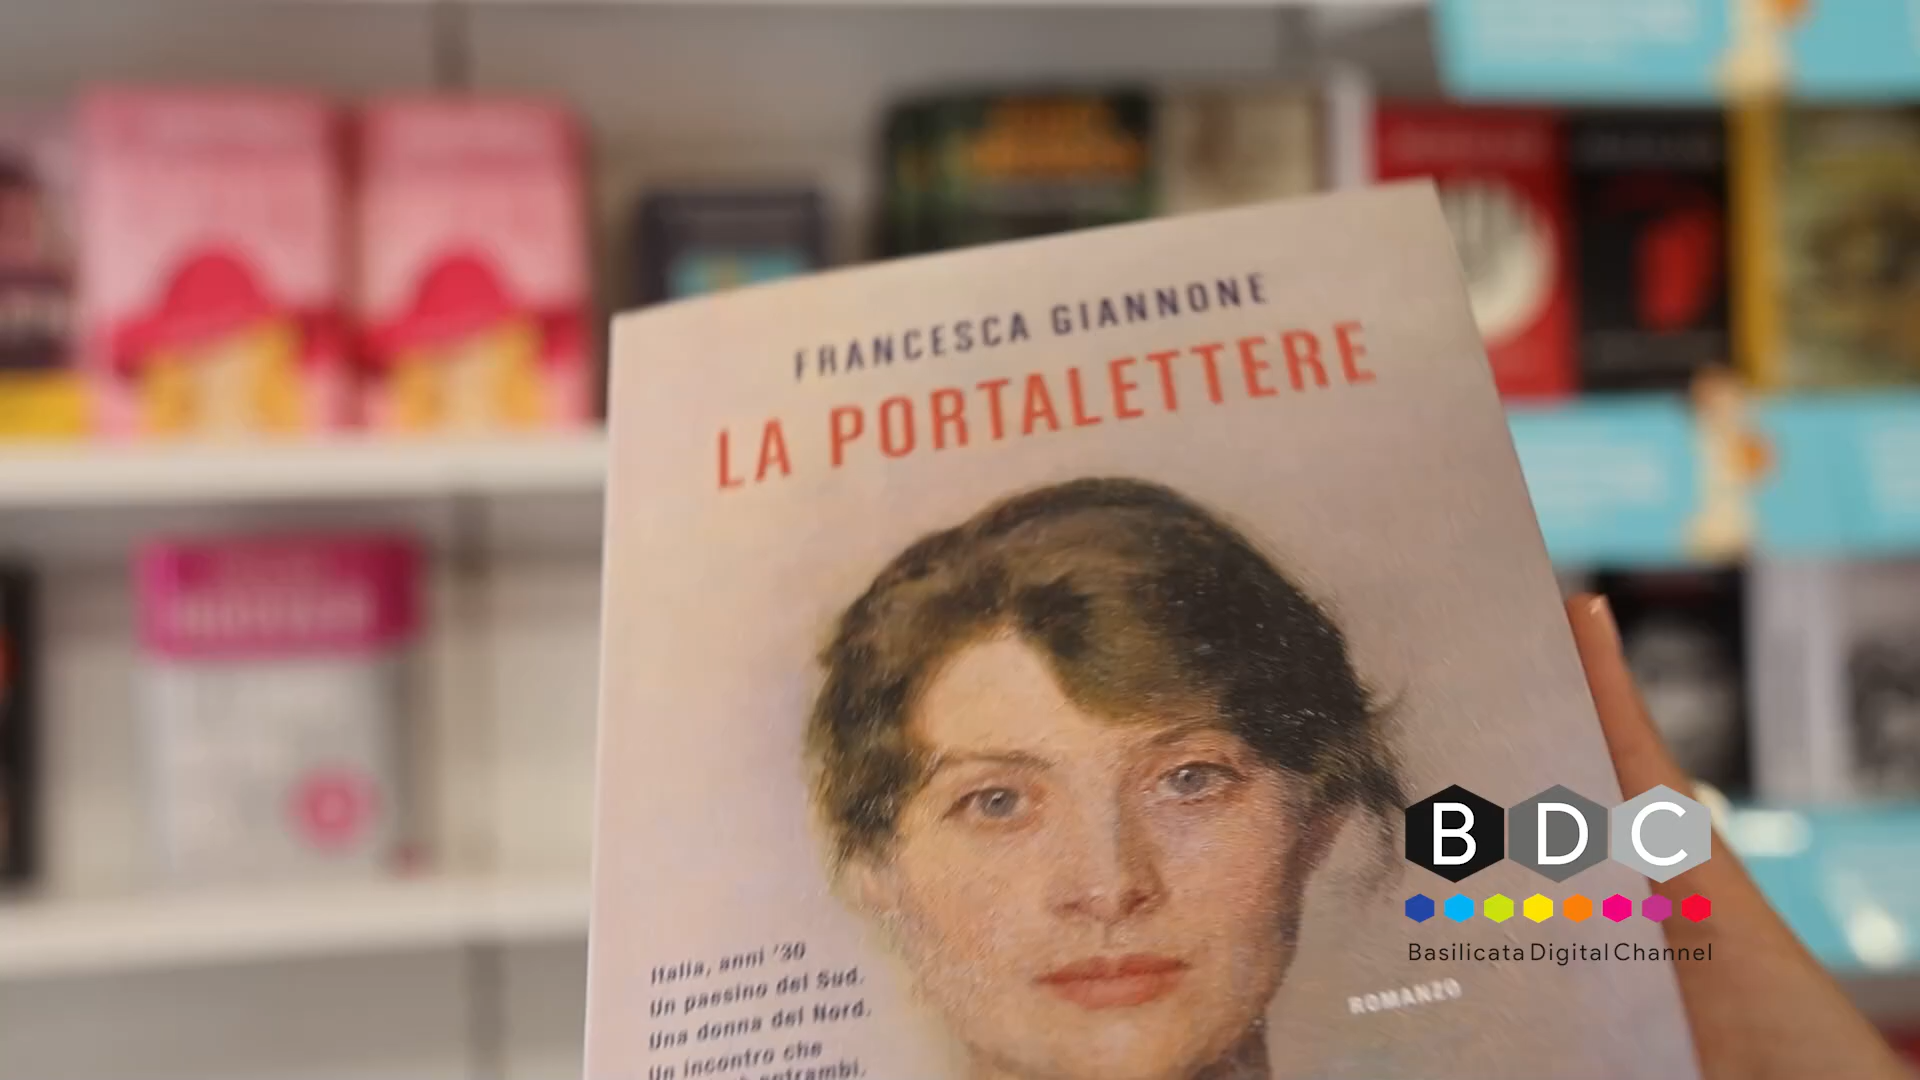 FRANCESCA GIANNONE
LA PORTALETTERE
Italia, anni '30
Un paesino del Sud.
Una donna del Nord.
Un incontro che
entrambi.
ROMANZO
BDC
Basilicata Digital Channel